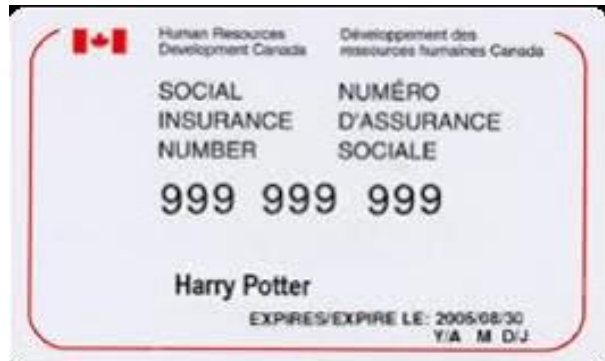 Human Resources
Development Canada
Développement des
ressources humaines Canada
SOCIAL
INSURANCE
NUMBER
NUMÉRO
D'ASSURANCE
SOCIALE
999 999 999
Harry Potter
EXPIRES/EXPIRE LE: 2005/08/30
Y/A M D/J